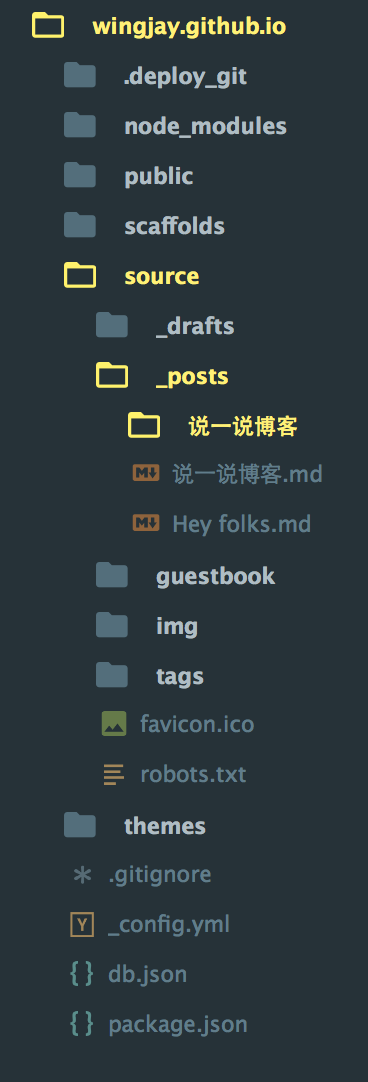 wingjay.github.io
.deploy_git
node_modules
public
scaffolds
source
_drafts
_posts
说一说博客
说一说博客.md
Hey folks.md
guestbook
img
tags
favicon.ico
robots.txt
themes
.gitignore
_config.yml
db.json
package.json